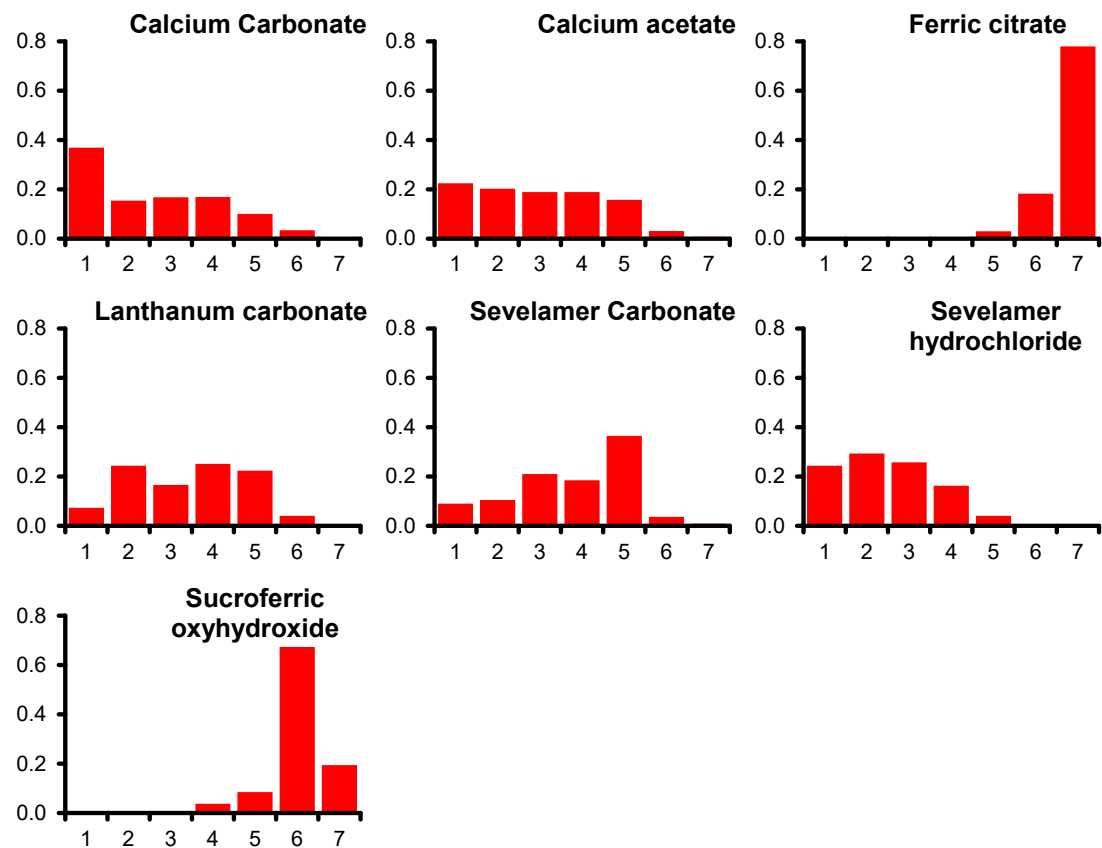 Calcium Carbonate
0.8
0.6
0.4
0.2
0.0
1 2 3 4 5 6 7
Calcium acetate
0.8
0.6
0.4
0.2
0.0
1 2 3 4 5 6 7
Ferric citrate
0.8
0.6
0.4
0.2
0.0
1 2 3 4 5 6 7
Lanthanum carbonate
0.8
0.6
0.4
0.2
0.0
1 2 3 4 5 6 7
Sevelamer Carbonate
0.8
0.6
0.4
0.2
0.0
1 2 3 4 5 6 7
Sevelamer
hydrochloride
0.8
0.6
0.4
0.2
0.0
1 2 3 4 5 6 7
Sucroferric
oxyhydroxide
0.8
0.6
0.4
0.2
0.0
1 2 3 4 5 6 7